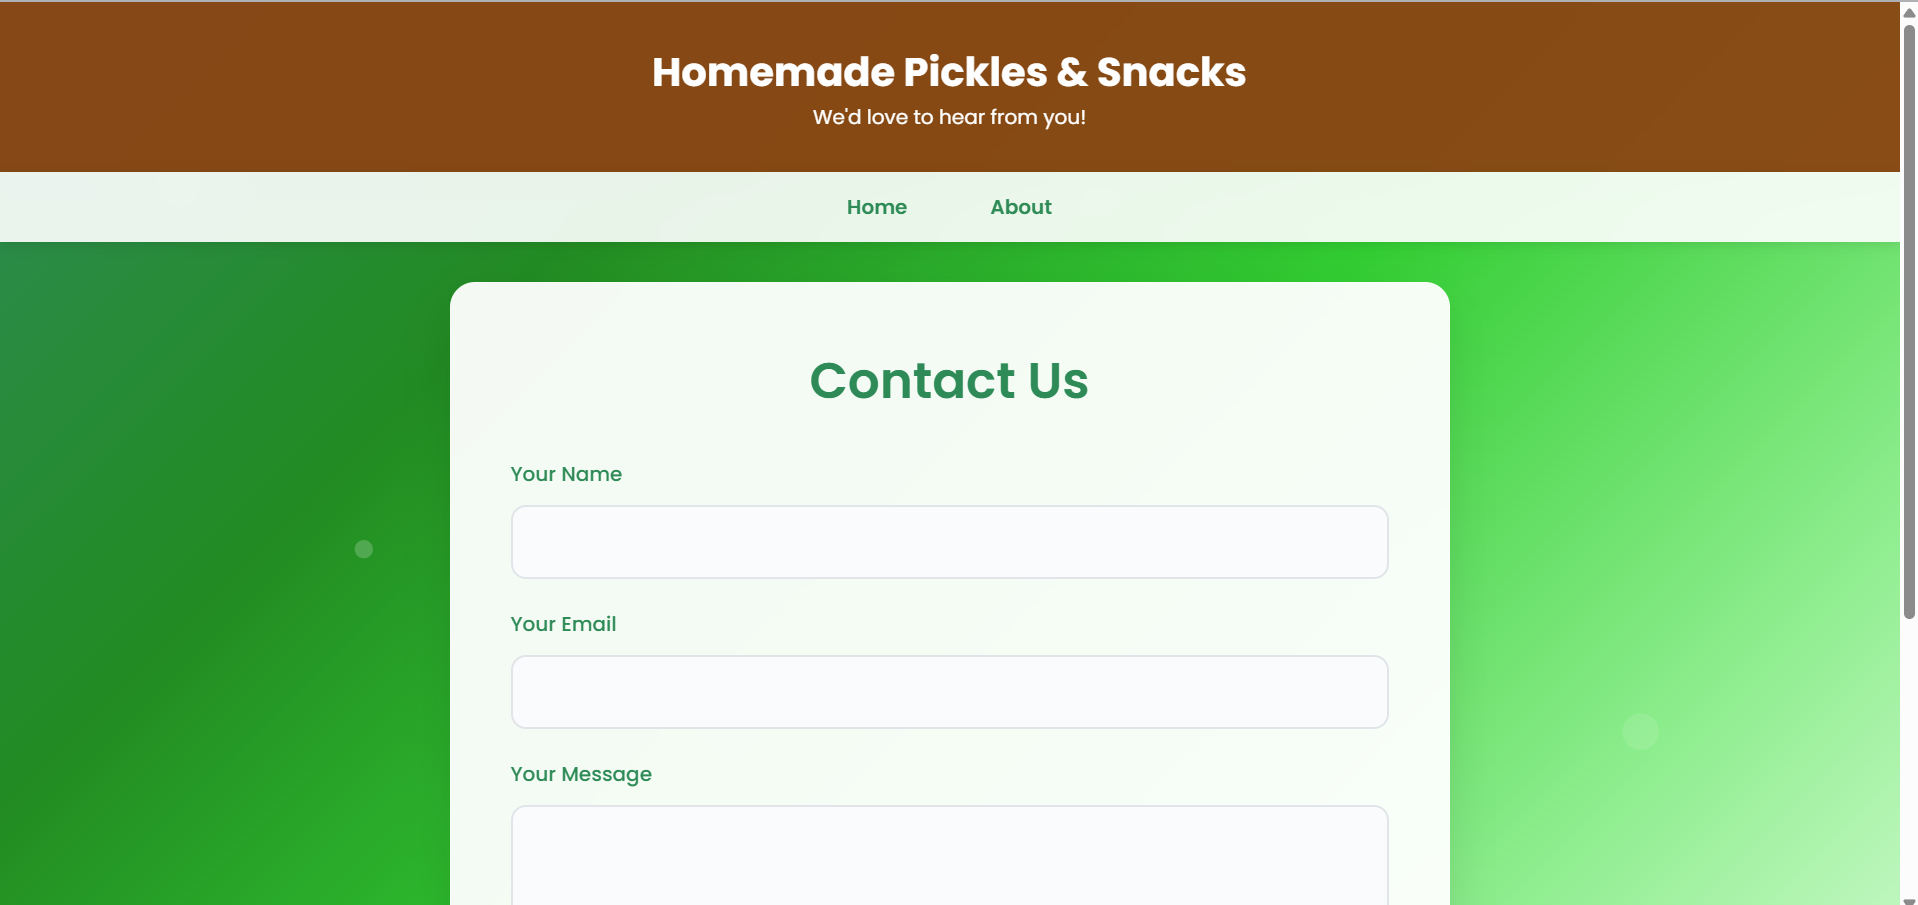 Homemade Pickles & Snacks
We'd love to hear from you!
Home About
Contact Us
Your Name
Your Email
Your Message